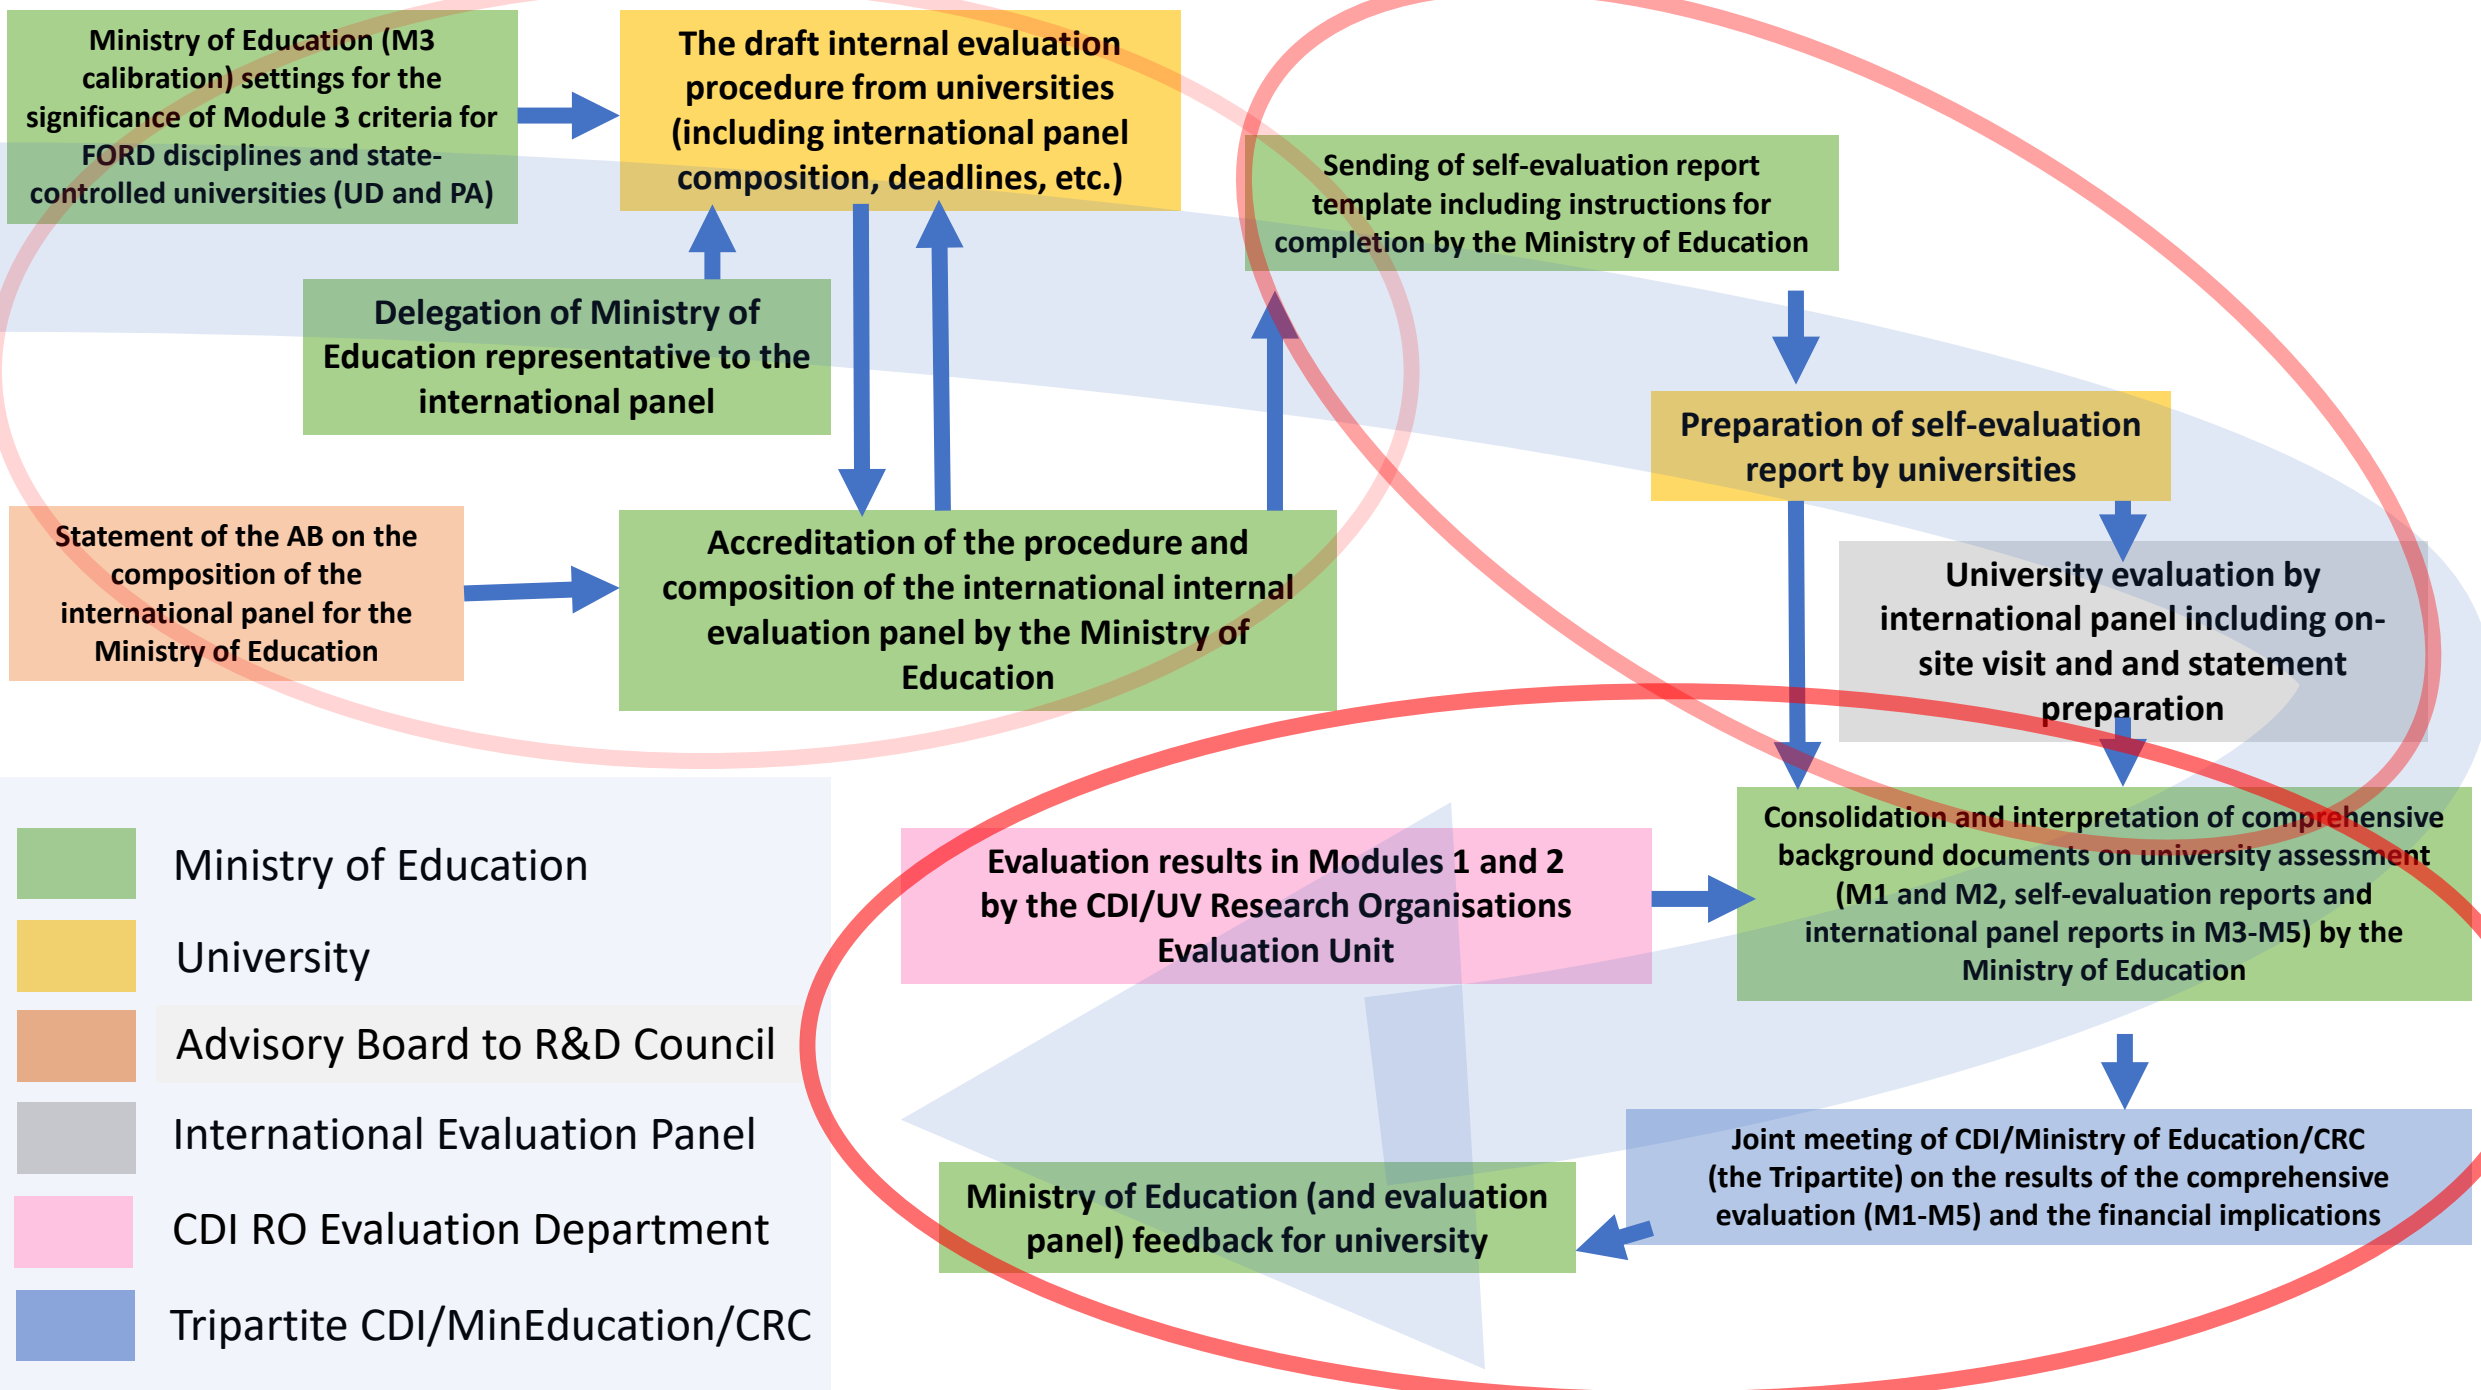 Ministry of Education (M3
calibration) settings for the
significance of Module 3 criteria for
FORD disciplines and state-
controlled universities (UD and PA)
The draft internal evaluation
procedure from universities
(including international panel
composition, deadlines, etc.)
Sending of self-evaluation report
template including instructions for
completion by the Ministry of Education
Delegation of Ministry of
Education representative to the
international panel
Preparation of self-evaluation
report by universities
Statement of the AB on the
composition of the
international panel for the
Ministry of Education
Accreditation of the procedure and
composition of the international internal
evaluation panel by the Ministry of
Education
University evaluation by
international panel including on-
site visit and and statement
preparation
Evaluation results in Modules 1 and 2
by the CDI/UV Research Organisations
Evaluation Unit
Consolidation and interpretation of comprehensive
background documents on university assessment
(M1 and M2, self-evaluation reports and
international panel reports in M3-M5) by the
Ministry of Education
Joint meeting of CDI/Ministry of Education/CRC
(the Tripartite) on the results of the comprehensive
evaluation (M1-M5) and the financial implications
Ministry of Education (and evaluation
panel) feedback for university
Ministry of Education
University
Advisory Board to R&D Council
International Evaluation Panel
CDI RO Evaluation Department
Tripartite CDI/MinEducation/CRC